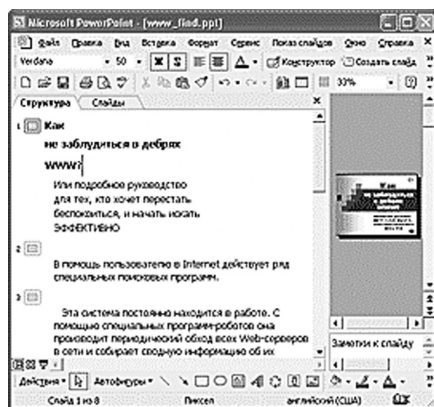 Microsoft PowerPoint - [www_find.ppt]
Файл Правка Вид Вставка Формат Сервис Показ слайдов Окно Справка
Verdana 50 Ж Ч Конструктор Создать слайд
33%
Структура Слайды
1 Как
не заблудиться в дебрях
www?
Или подробное руководство
для тех, кто хочет перестать
беспокоиться, и начать искать
ЭФФЕКТИВНО
2
В помощь пользователю в Internet действует ряд
специальных поисковых программ.
3
Эта система постоянно находится в работе. С
помощью специальных программ-роботов она
производит периодический обход всех Web-серверов
в сети и собирает сводную информацию об их
Заметки к слайду
Действия Автофигуры
Слайд 1 из 8 Пиксел английский (США)